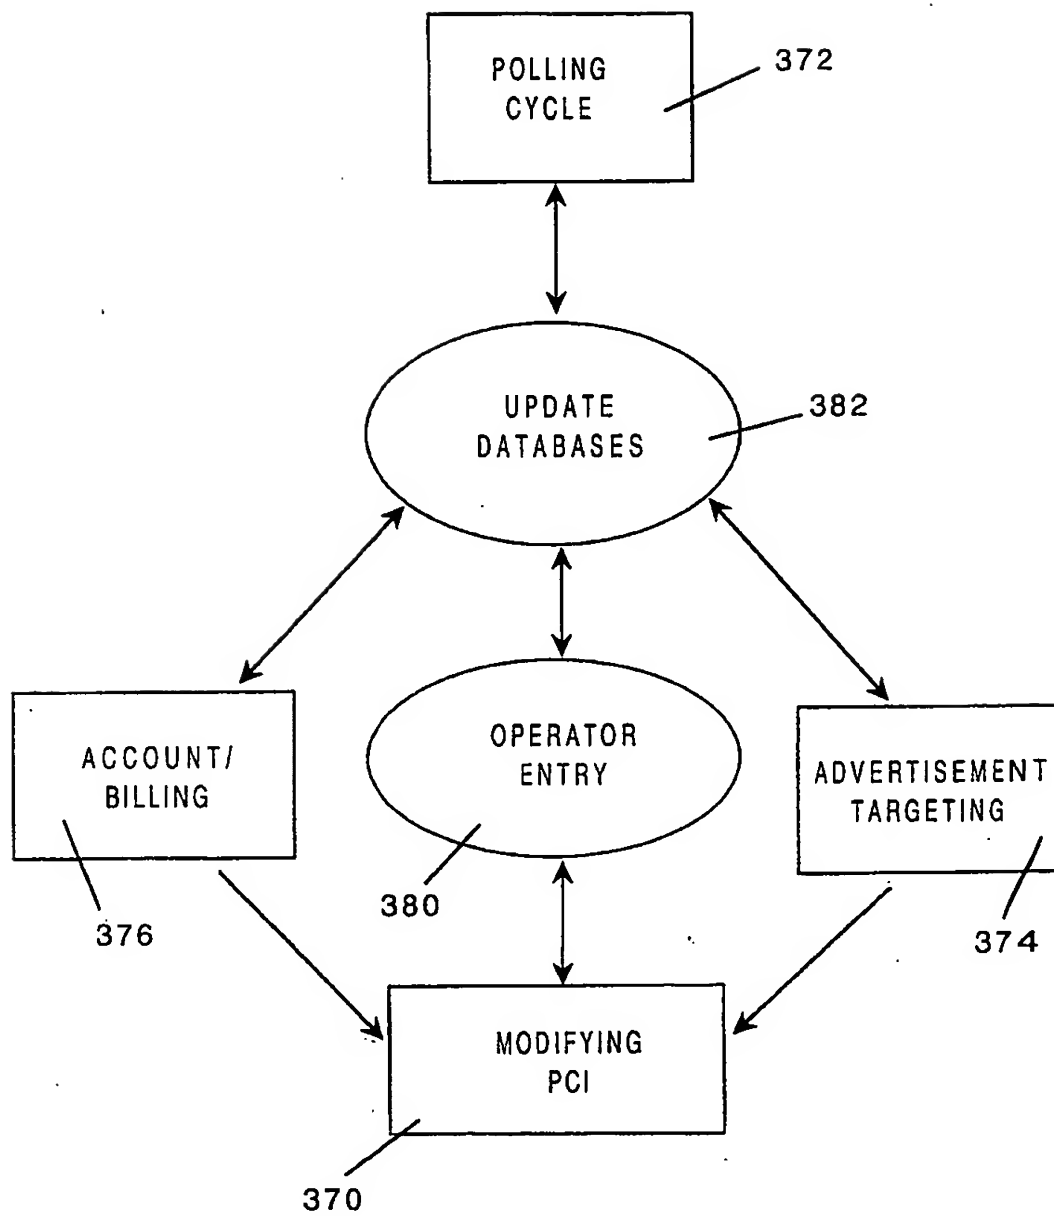 POLLING
CYCLE
372
UPDATE
DATABASES
382
ACCOUNT/
BILLING
376
OPERATOR
ENTRY
380
ADVERTISEMENT
TARGETING
374
MODIFYING
PCI
370